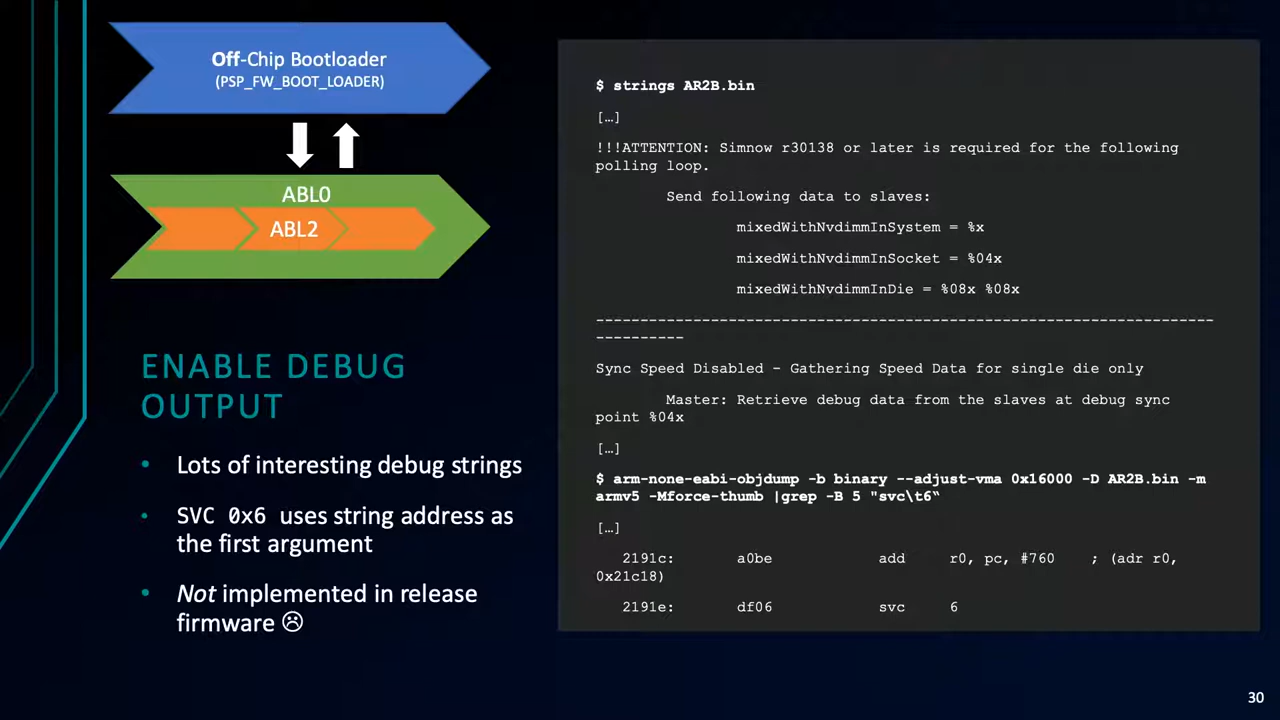 Off-Chip Bootloader
(PSP_FW_BOOT_LOADER)
ABL0
ABL2
ENABLE DEBUG
OUTPUT
• Lots of interesting debug strings
• SVC 0x6 uses string address as
the first argument
• Not implemented in release
firmware ☹
$ strings AR2B.bin
[…]
!!!ATTENTION: Simnow r30138 or later is required for the following
polling loop.
Send following data to slaves:
mixedWithNvdimmInSystem = %x
mixedWithNvdimmInSocket = %04x
mixedWithNvdimmInDie = %08x %08x
----------------------------------------------------------------------
----------
Sync Speed Disabled - Gathering Speed Data for single die only
Master: Retrieve debug data from the slaves at debug sync
point %04x
[…]
$ arm-none-eabi-objdump -b binary --adjust-vma 0x16000 -D AR2B.bin -m
armv5 -Mforce-thumb |grep -B 5 "svc\t6“
[…]
2191c: a0be add r0, pc, #760 ; (adr r0,
0x21c18)
2191e: df06 svc 6
30